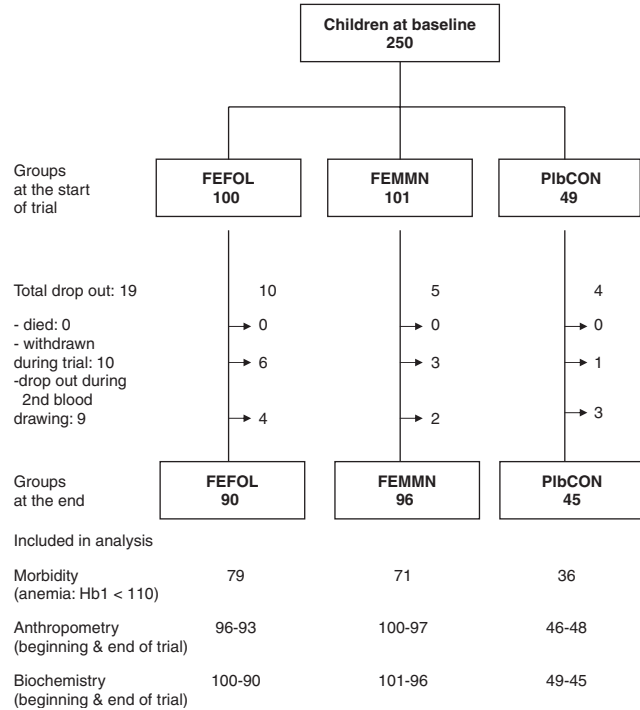 Children at baseline
250
Groups
at the start
of trial
FEFOL
100
FEMMN
101
PlbCON
49
Total drop out: 19
10
5
4
- died: 0
0
0
0
- withdrawn
during trial: 10
6
3
1
-drop out during
2nd blood
drawing: 9
4
2
3
Groups
at the end
FEFOL
90
FEMMN
96
PlbCON
45
Included in analysis
Morbidity
(anemia: Hb1 < 110)
79
71
36
Anthropometry
(beginning & end of trial)
96-93
100-97
46-48
Biochemistry
(beginning & end of trial)
100-90
101-96
49-45